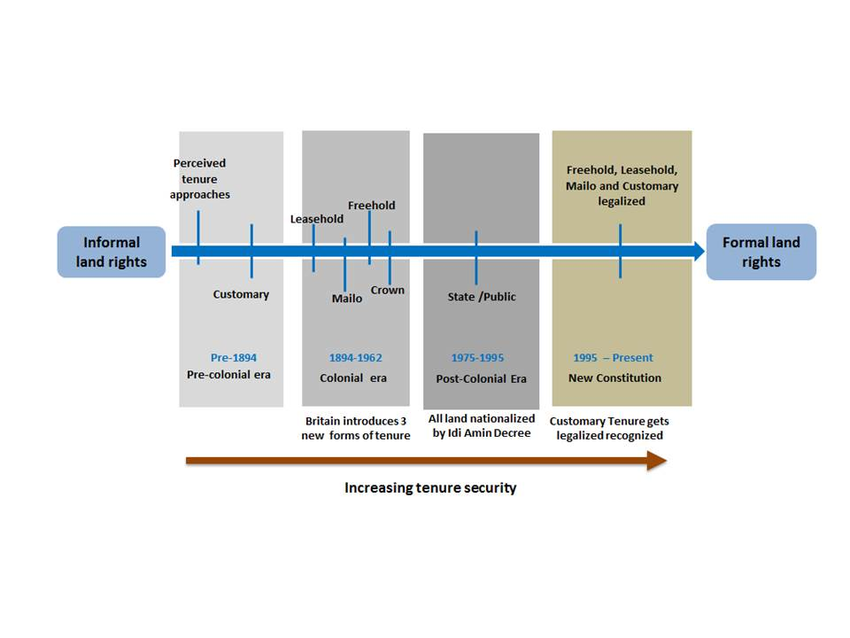 Perceived
tenure
approaches
Freehold
Leasehold
Freehold, Leasehold,
Mailo and Customary
legalized
Informal
land rights
Formal land
rights
Customary
Mailo
Crown
State /Public
Pre-1894
Pre-colonial era
1894-1962
Colonial era
1975-1995
Post-Colonial Era
1995 – Present
New Constitution
Britain introduces 3
new forms of tenure
All land nationalized
by Idi Amin Decree
Customary Tenure gets
legalized recognized
Increasing tenure security